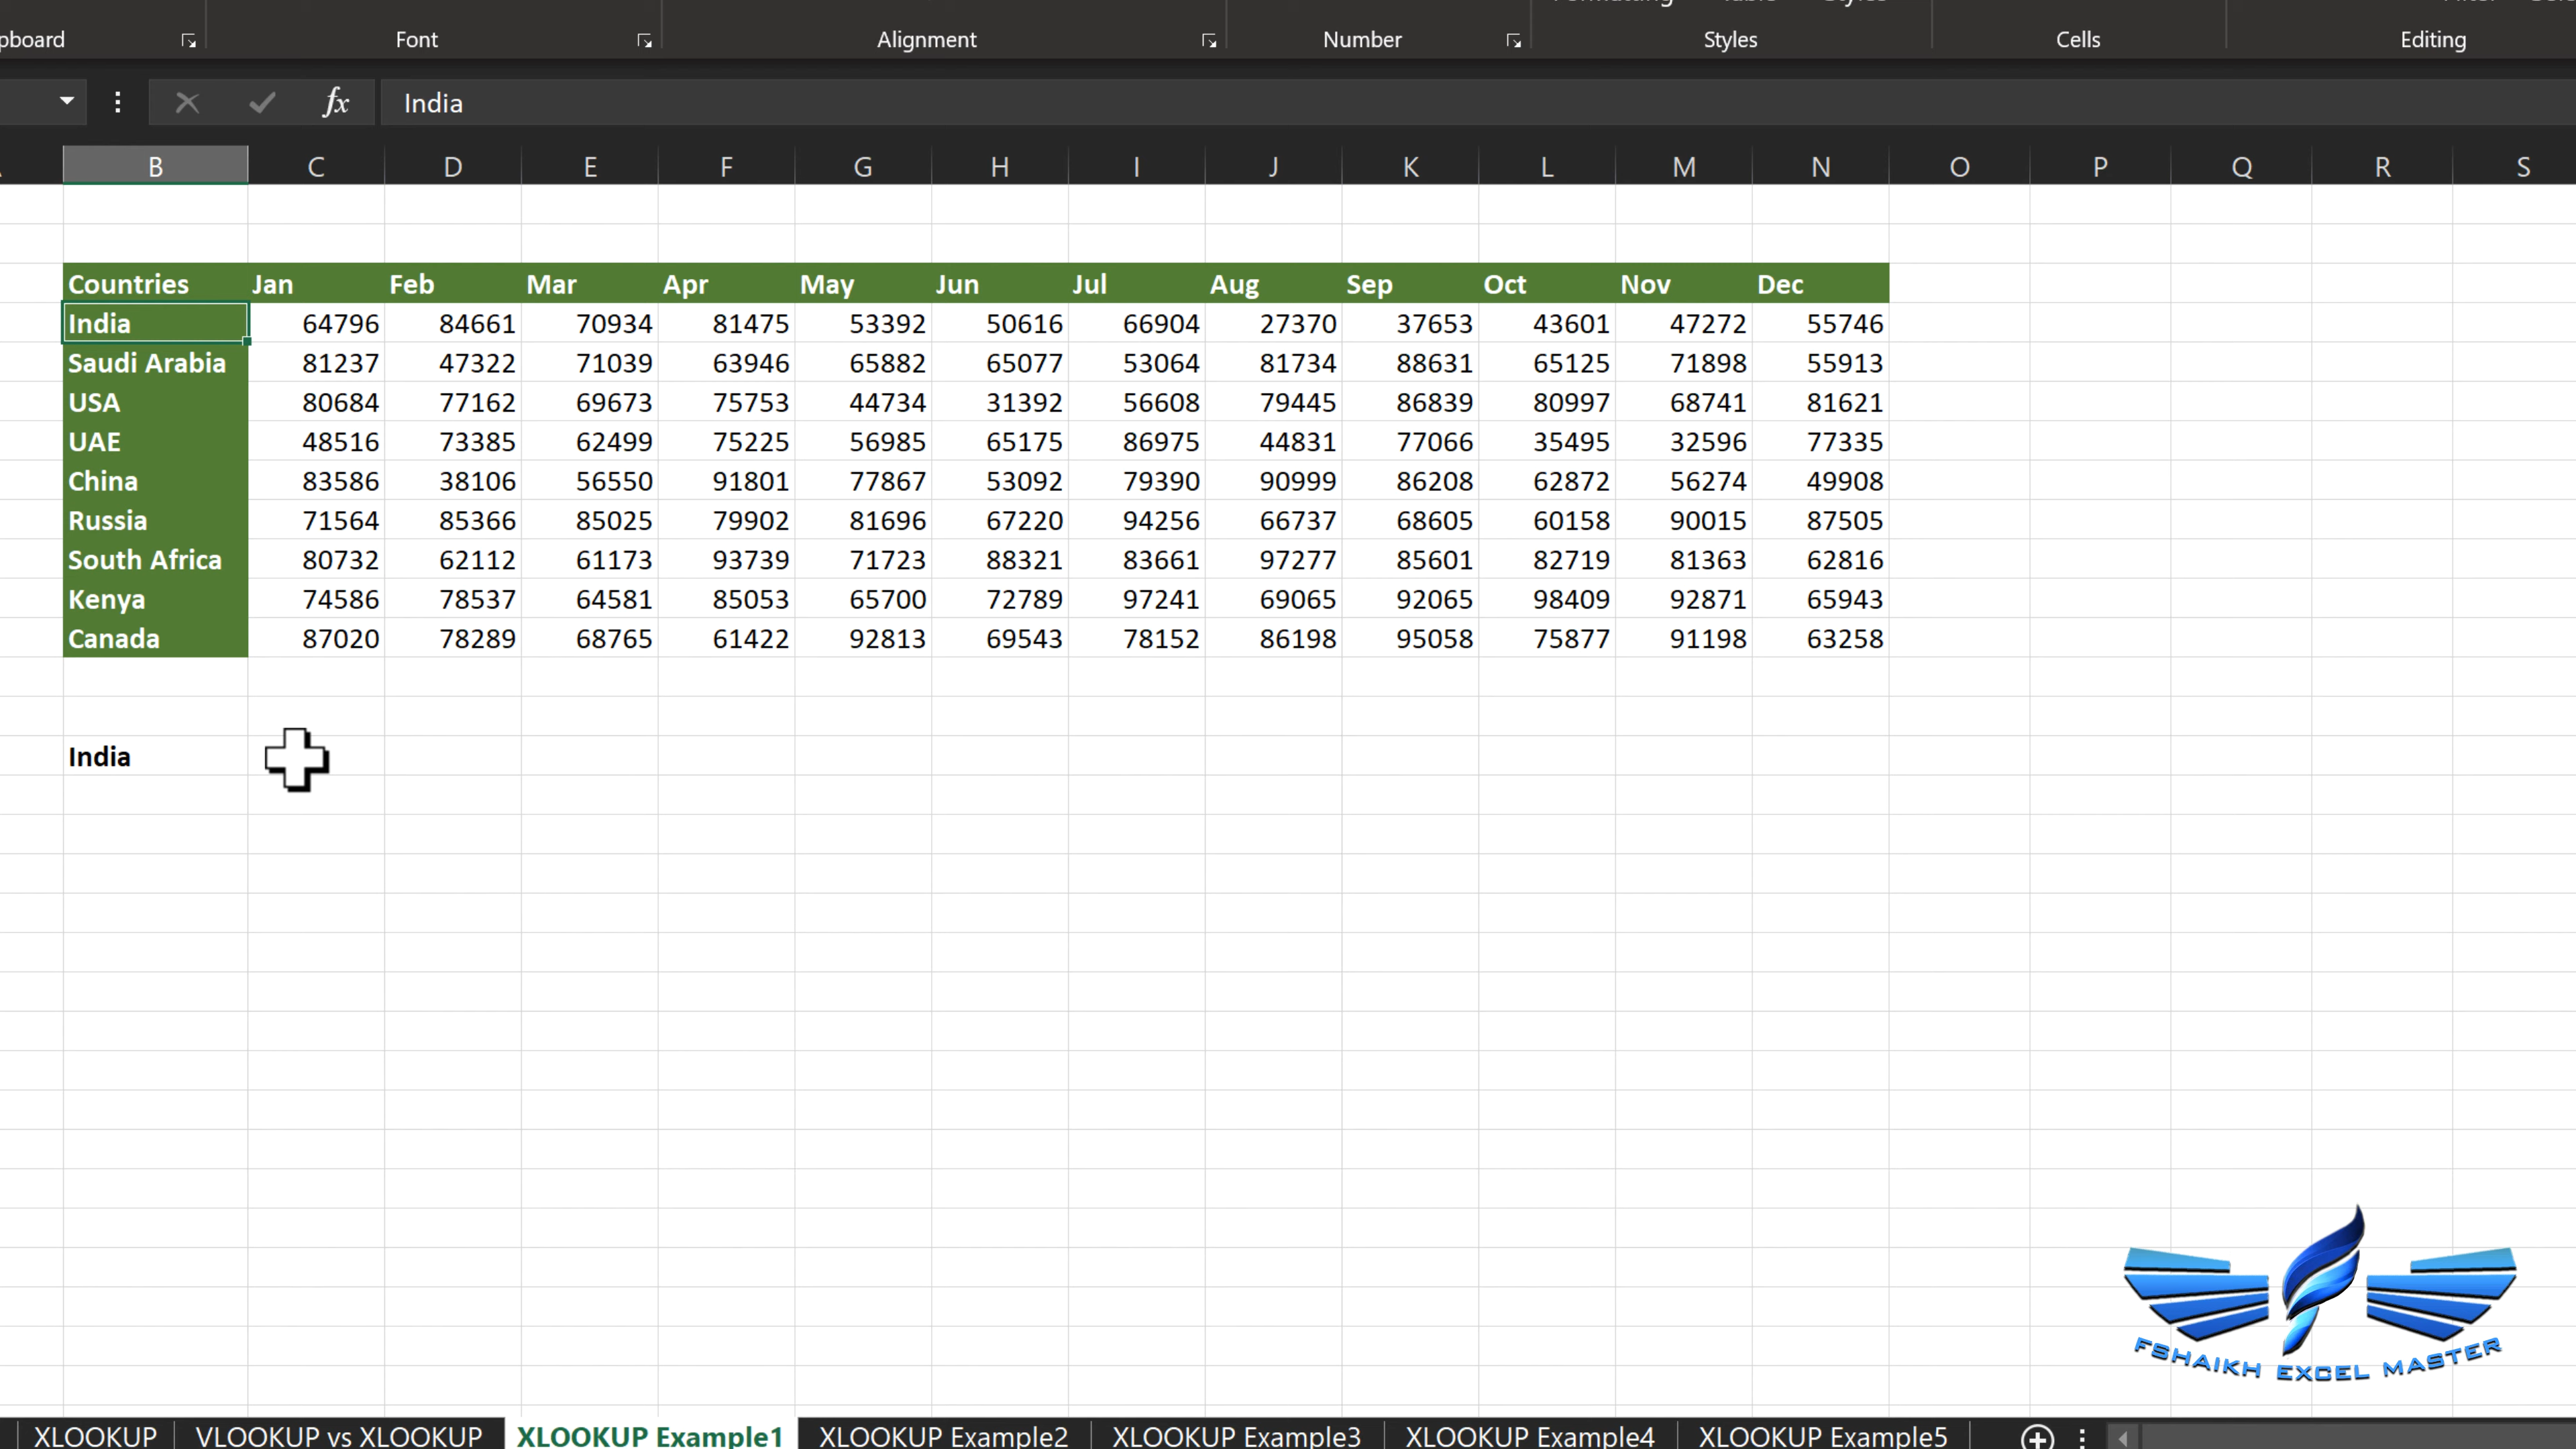 pboard Font Alignment Number Styles Cells Editing
fx India
B C D E F G H I J K L M N O P Q R S
Countries Jan Feb Mar Apr May Jun Jul Aug Sep Oct Nov Dec
India 64796 84661 70934 81475 53392 50616 66904 27370 37653 43601 47272 55746
Saudi Arabia 81237 47322 71039 63946 65882 65077 53064 81734 88631 65125 71898 55913
USA 80684 77162 69673 75753 44734 31392 56608 79445 86839 80997 68741 81621
UAE 48516 73385 62499 75225 56985 65175 86975 44831 77066 35495 32596 77335
China 83586 38106 56550 91801 77867 53092 79390 90999 86208 62872 56274 49908
Russia 71564 85366 85025 79902 81696 67220 94256 66737 68605 60158 90015 87505
South Africa 80732 62112 61173 93739 71723 88321 83661 97277 85601 82719 81363 62816
Kenya 74586 78537 64581 85053 65700 72789 97241 69065 92065 98409 92871 65943
Canada 87020 78289 68765 61422 92813 69543 78152 86198 95058 75877 91198 63258
India
FSHAIKH EXCEL MASTER
XLOOKUP VLOOKUP vs XLOOKUP XLOOKUP Example1 XLOOKUP Example2 XLOOKUP Example3 XLOOKUP Example4 XLOOKUP Example5